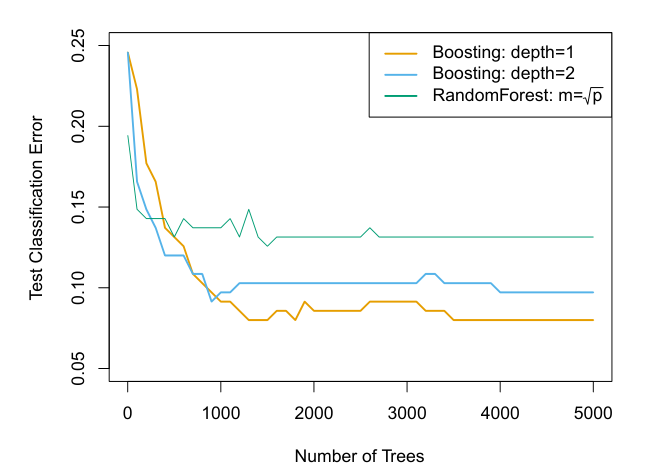 Boosting: depth=1
Boosting: depth=2
RandomForest: m=√p
Test Classification Error
0.25
0.20
0.15
0.10
0.05
0 1000 2000 3000 4000 5000
Number of Trees